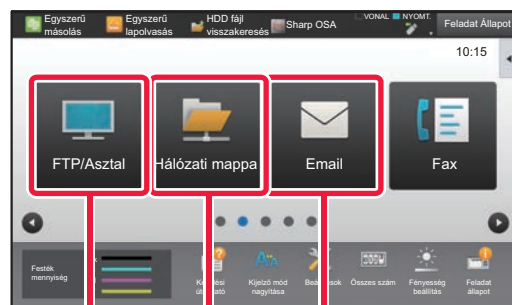 Egyszerű másolás
Egyszerű lapolvasás
HDD fájl visszakeresés
Sharp OSA
VONAL
NYOMT.
Feladat Állapot
10:15
FTP/Asztal
Hálózati mappa
Email
Fax
Festék mennyiség
Kijelző mód nagyítása
Összes szám
Fényesség beállítás
Feladat állapot